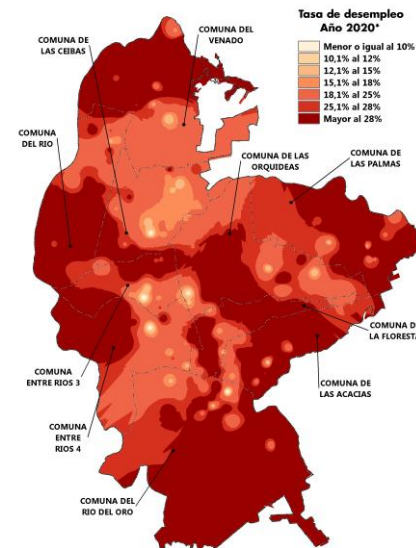 Tasa de desempleo
Año 2020*
Menor o igual al 10%
10,1% al 12%
12,1% al 15%
15,1% al 18%
18,1% al 25%
25,1% al 28%
Mayor al 28%
COMUNA DE
LAS CEIBAS
COMUNA DEL
VENADO
COMUNA
DEL RIO
COMUNA DE LAS
ORQUIDEAS
COMUNA DE
LAS PALMAS
COMUNA DE
LA FLORESTA
COMUNA
ENTRE RIOS 3
COMUNA DE
LAS ACACIAS
COMUNA
ENTRE
RIOS 4
COMUNA DEL
RIO DEL ORO